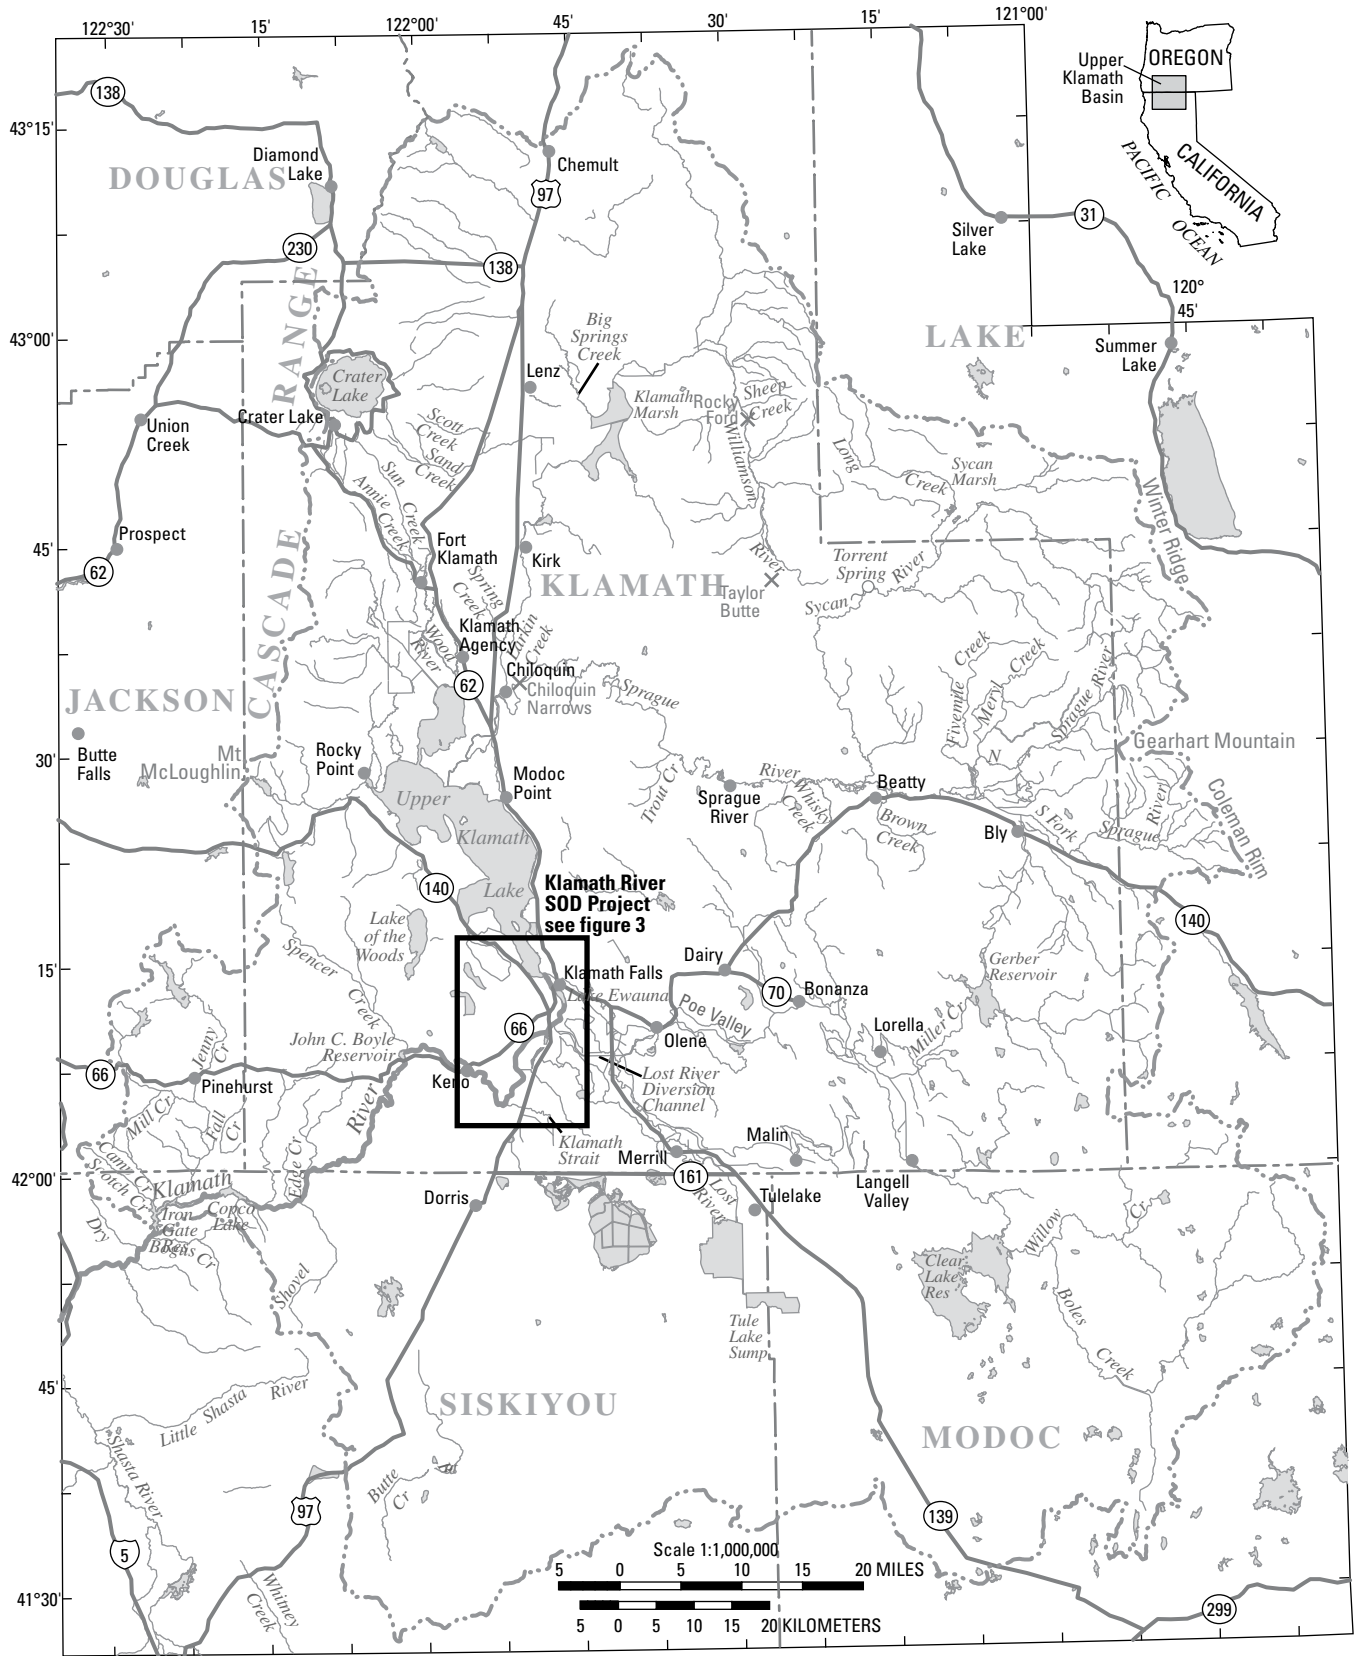 122°30'
15'
122°00'
45'
30'
15'
121°00'
OREGON
Upper
Klamath
Basin
CALIFORNIA
PACIFIC
OCEAN
138
43°15'
DOUGLAS
Diamond
Lake
Chemult
97
31
Silver
Lake
230
138
120°
45'
RANGE
Big
Springs
Creek
LAKE
43°00'
Summer
Lake
Crater
Lake
Lenz
Klamath
Marsh
Rocky
Ford
Sheep
Creek
Crater Lake
Union
Creek
Scott
Creek
Sand
Creek
Williamson
River
Long
Creek
Sycan
Marsh
Sun
Creek
Annie Creek
Winter Ridge
Prospect
45'
62
Fort
Klamath
Kirk
KLAMATH
Torrent
Spring
Taylor
Butte
Sycan
River
CASCADE
Spring
Creek
Wood
River
Klamath
Agency
Larkin
Creek
62
Chiloquin
Chiloquin
Narrows
Sprague
River
Fivemile
Creek
Meryl
Creek
N
Sprague River
JACKSON
Butte
Falls
Mt
McLoughlin
30'
Rocky
Point
Modoc
Point
Gearhart Mountain
Upper
Klamath
Lake
Trout Cr
Sprague
River
Whisky
Creek
Beatty
Brown
Creek
Bly
S Fork
Sprague
River
Coleman Rim
140
Klamath River
SOD Project
see figure 3
Lake
of the
Woods
140
15'
Spencer
Creek
Dairy
Klamath Falls
Lake Ewauna
70
Bonanza
Gerber
Reservoir
Poe Valley
66
Olene
Lorella
Miller Cr
John C. Boyle
Reservoir
Jenny
Cr
66
Pinehurst
Keno
Lost River
Diversion
Channel
River
Mill Cr
Fall
Cr
Edge Cr
Camp Cr
Scotch Cr
Klamath
Strait
Merrill
Malin
42°00'
Klamath
161
Langell
Valley
Dorris
Lost
River
Tulelake
Dry
Iron
Gate
Res
Bogus
Cr
Copco
Lake
Shovel
Willow
Cr
Clear
Lake
Res
Boles
Creek
Tule
Lake
Sump
45'
Little Shasta River
SISKIYOU
MODOC
Shasta River
Butte
Cr
97
139
5
Scale 1:1,000,000
5 0 5 10 15 20 MILES
5 0 5 10 15 20 KILOMETERS
41°30'
Whitney
Creek
299